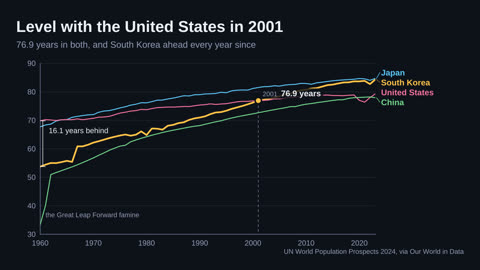 Level with the United States in 2001
76.9 years in both, and South Korea ahead every year since
90
80
70
60
50
40
30
1960
1970
1980
1990
2000
2010
2020
16.1 years behind
the Great Leap Forward famine
2001 76.9 years
Japan
South Korea
United States
China
UN World Population Prospects 2024, via Our World in Data